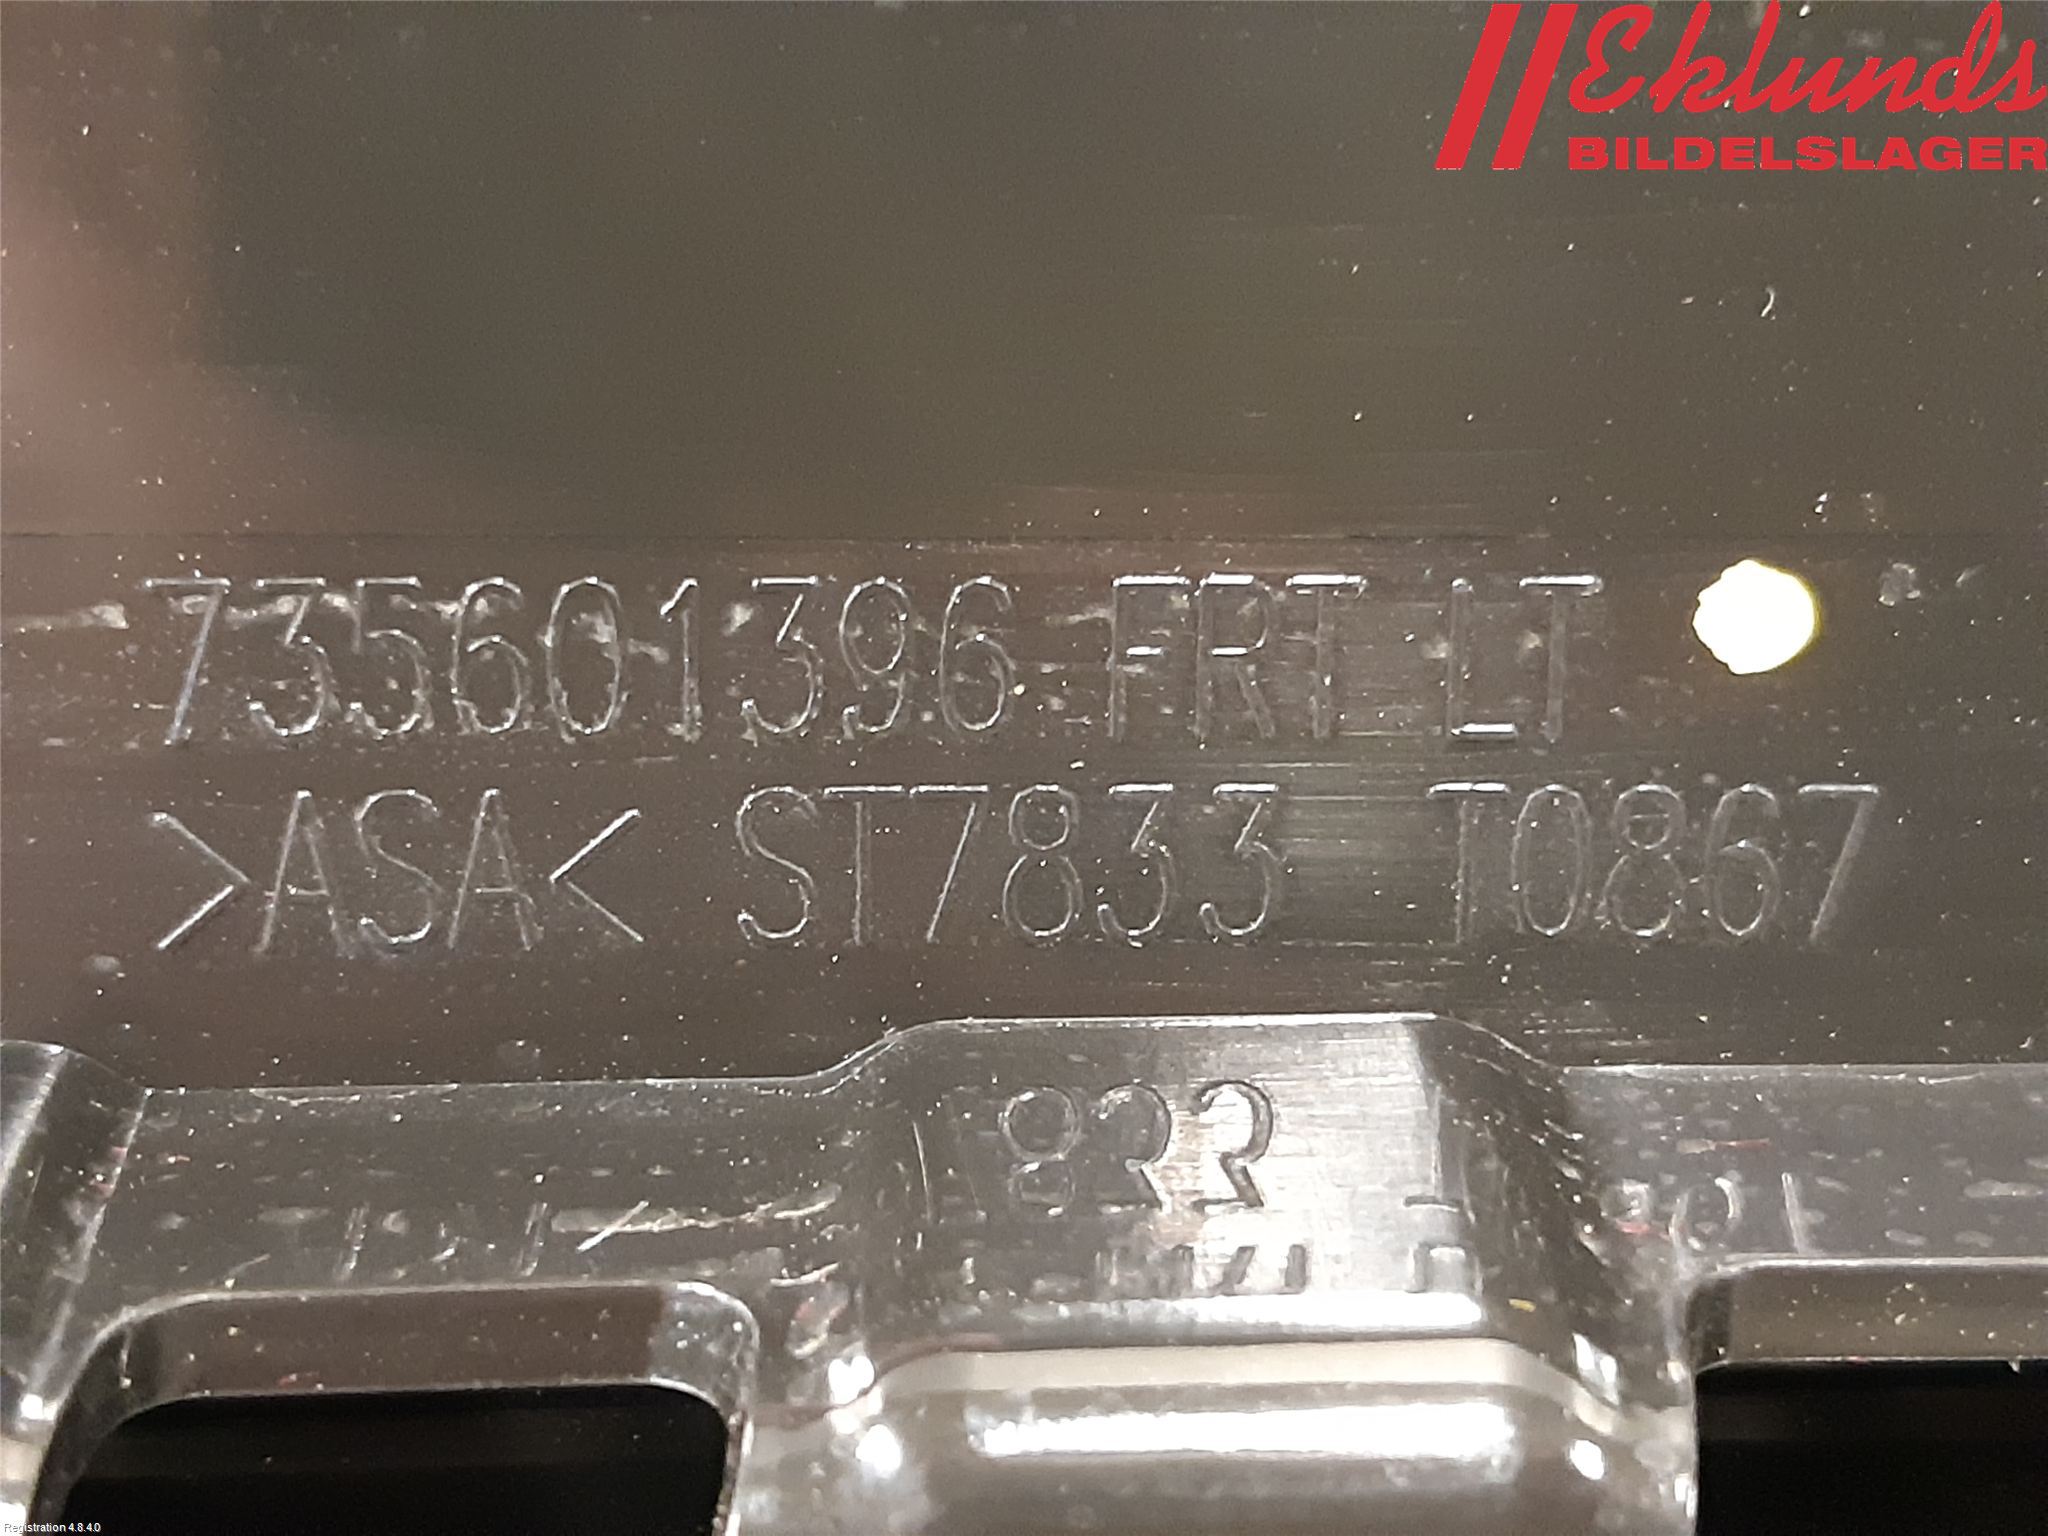 Eklunds
BILDELSLAGER
735601396 FRT LT
>ASA< ST7833 T0867
Registration 4.8.4.0